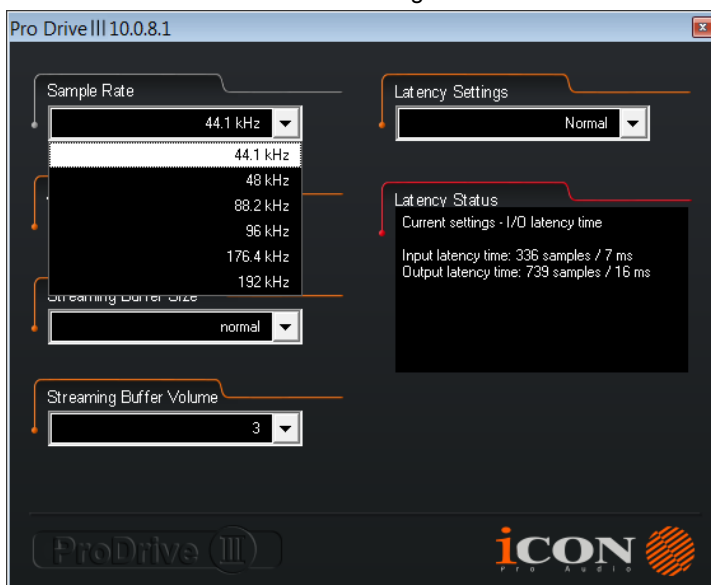 Pro Drive III 10.0.8.1
Sample Rate
44.1 kHz
44.1 kHz
48 kHz
88.2 kHz
96 kHz
176.4 kHz
192 kHz
Streaming Buffer Size
normal
Streaming Buffer Volume
3
Latency Settings
Normal
Latency Status
Current settings - I/O latency time
Input latency time: 336 samples / 7 ms
Output latency time: 739 samples / 16 ms
ProDrive III
iCON
Pro Audio